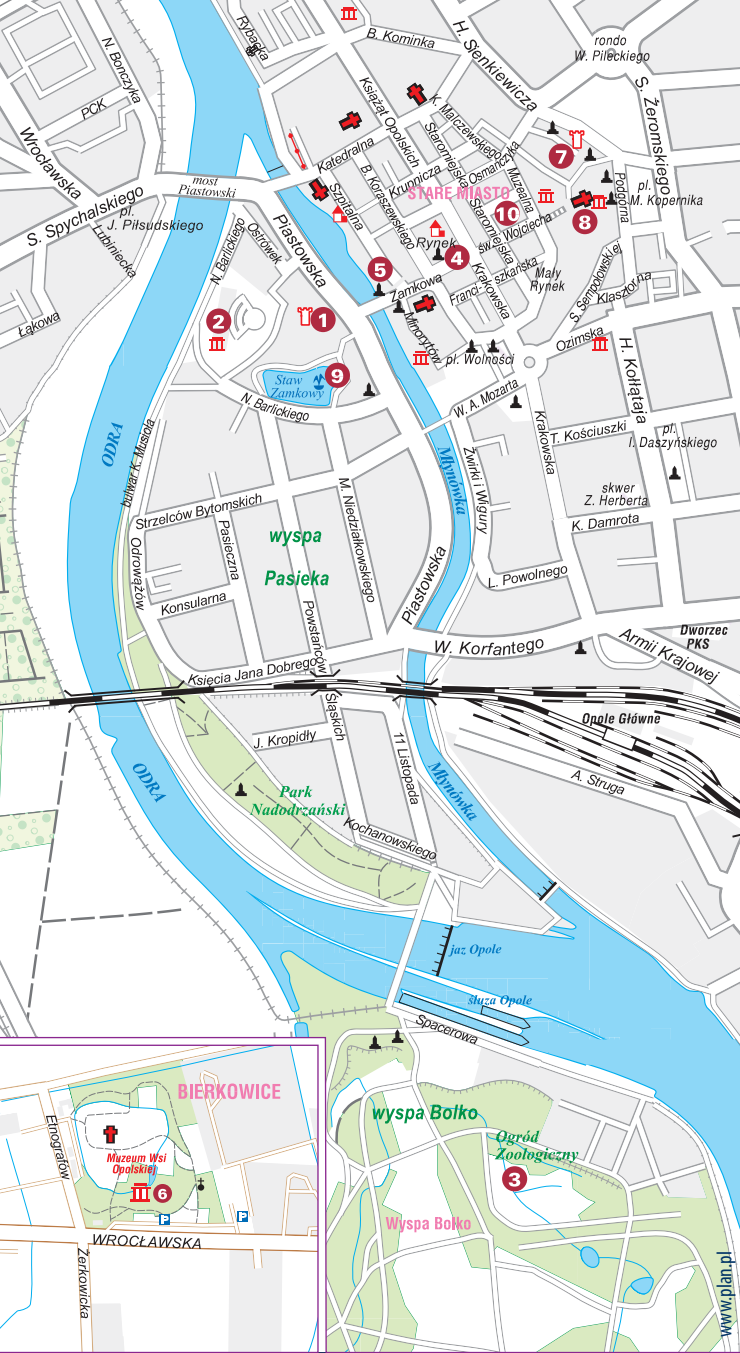 Rybacka
B. Kominka
H. Sienkiewicza
rondo
W. Pileckiego
N. Bończyka
PCK
Wrocławska
Książąt Opolskich
K. Malczewskiego
S. Żeromskiego
Katedralna
Staromiejska
Osmańczyka
7
most
Piastowski
Szpitalna
B. Koraszewskiego
Krupnicza
STARE MIASTO
Muzealna
Podgórna
pl.
M. Kopernika
S. Spychalskiego
pl.
J. Piłsudskiego
Lubiniecka
N. Barlickiego
Ostrówek
Piastowska
10
8
Staromiejska
św. Wojciecha
Rynek
4
5
Zamkowa
Krakowska
Franciszkańska
Mały
Rynek
S. Sempołowskiej
Klasztorna
Łąkowa
2
1
Minorytów
pl. Wolności
Ozimska
H. Kołłątaja
Staw
Zamkowy
9
N. Barlickiego
W. A. Mozarta
ODRA
bulwar K. Musioła
Młynówka
Żwirki i Wigury
Krakowska
T. Kościuszki
pl.
I. Daszyńskiego
skwer
Z. Herberta
K. Damrota
Strzelców Bytomskich
Odrowążów
Pasieczna
M. Niedziałkowskiego
wyspa
Pasieka
Konsularna
Powstańców
Piastowska
L. Powolnego
W. Korfantego
Armii Krajowej
Dworzec
PKS
Księcia Jana Dobrego
Śląskich
J. Kropidły
11 Listopada
Opole Główne
A. Struga
ODRA
Młynówka
Park
Nadodrzański
Kochanowskiego
jaz Opole
śluza Opole
Spacerowa
wyspa Bolko
Ogród
Zoologiczny
3
Wyspa Bolko
BIERKOWICE
Etnografów
Muzeum Wsi
Opolskiej
6
P
P
WROCŁAWSKA
Żerkowicka
www.plan.pl